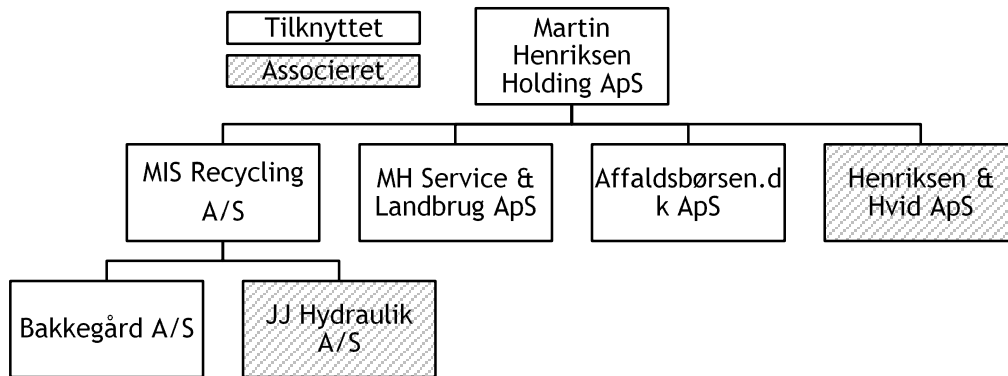 Tilknyttet
Associeret
Martin
Henriksen
Holding ApS
MIS Recycling
A/S
MH Service &
Landbrug ApS
Affaldsbørsen.d
k ApS
Henriksen &
Hvid ApS
Bakkegård A/S
JJ Hydraulik
A/S